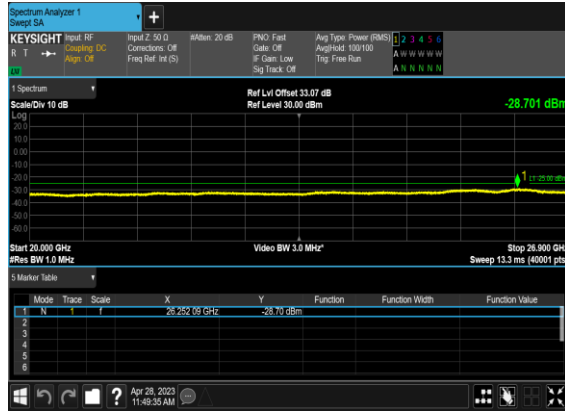 Spectrum Analyzer 1
Swept SA
+
KEYSIGHT Input: RF Input Z: 50 Ω #Atten: 20 dB PNO: Fast Avg Type: Power (RMS) 1 2 3 4 5 6
R T Coupling: DC Corrections: Off Gate: Off Avg|Hold: 100/100 A W W W W W
Align: Off Freq Ref: Int (S) IF Gain: Low Trig: Free Run
Sig Track: Off A N N N N N
1 Spectrum Ref Lvl Offset 33.07 dB
Scale/Div 10 dB Ref Level 30.00 dBm -28.701 dBm
Log
20.0
10.0
0.00
-10.0
-20.0 1 L1 -25.00 dBm
-30.0
-40.0
-50.0
-60.0
Start 20.000 GHz Video BW 3.0 MHz* Stop 26.900 GHz
#Res BW 1.0 MHz Sweep 13.3 ms (40001 pts)
5 Marker Table
Mode Trace Scale X Y Function Function Width Function Value
1 N 1 f 26.252 09 GHz -28.70 dBm
2
3
4
5
6
? Apr 28, 2023
11:49:35 AM